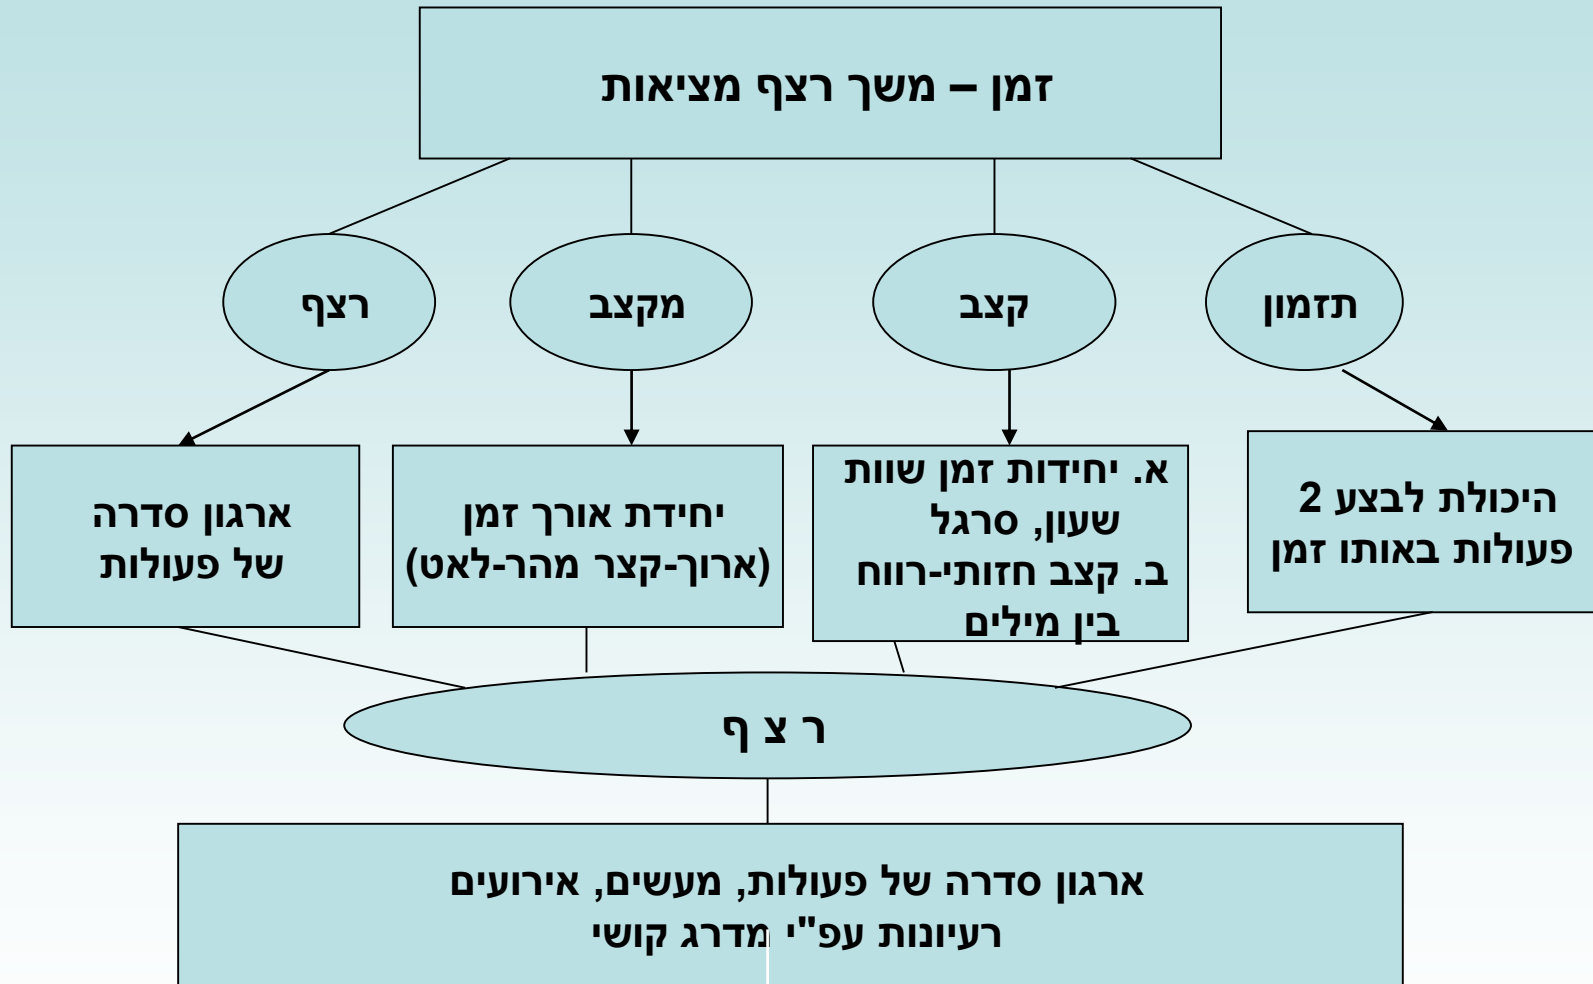 זמן – משך רצף מציאות
תזמון
קצב
מקצב
רצף
היכולת לבצע 2
פעולות באותו זמן
א. יחידות זמן שוות
שעון, סרגל
ב. קצב חזותי-רווח
בין מילים
יחידת אורך זמן
(ארוך-קצר מהר-לאט)
ארגון סדרה
של פעולות
ר צ ף
ארגון סדרה של פעולות, מעשים, אירועים
רעיונות עפ"י מדרג קושי